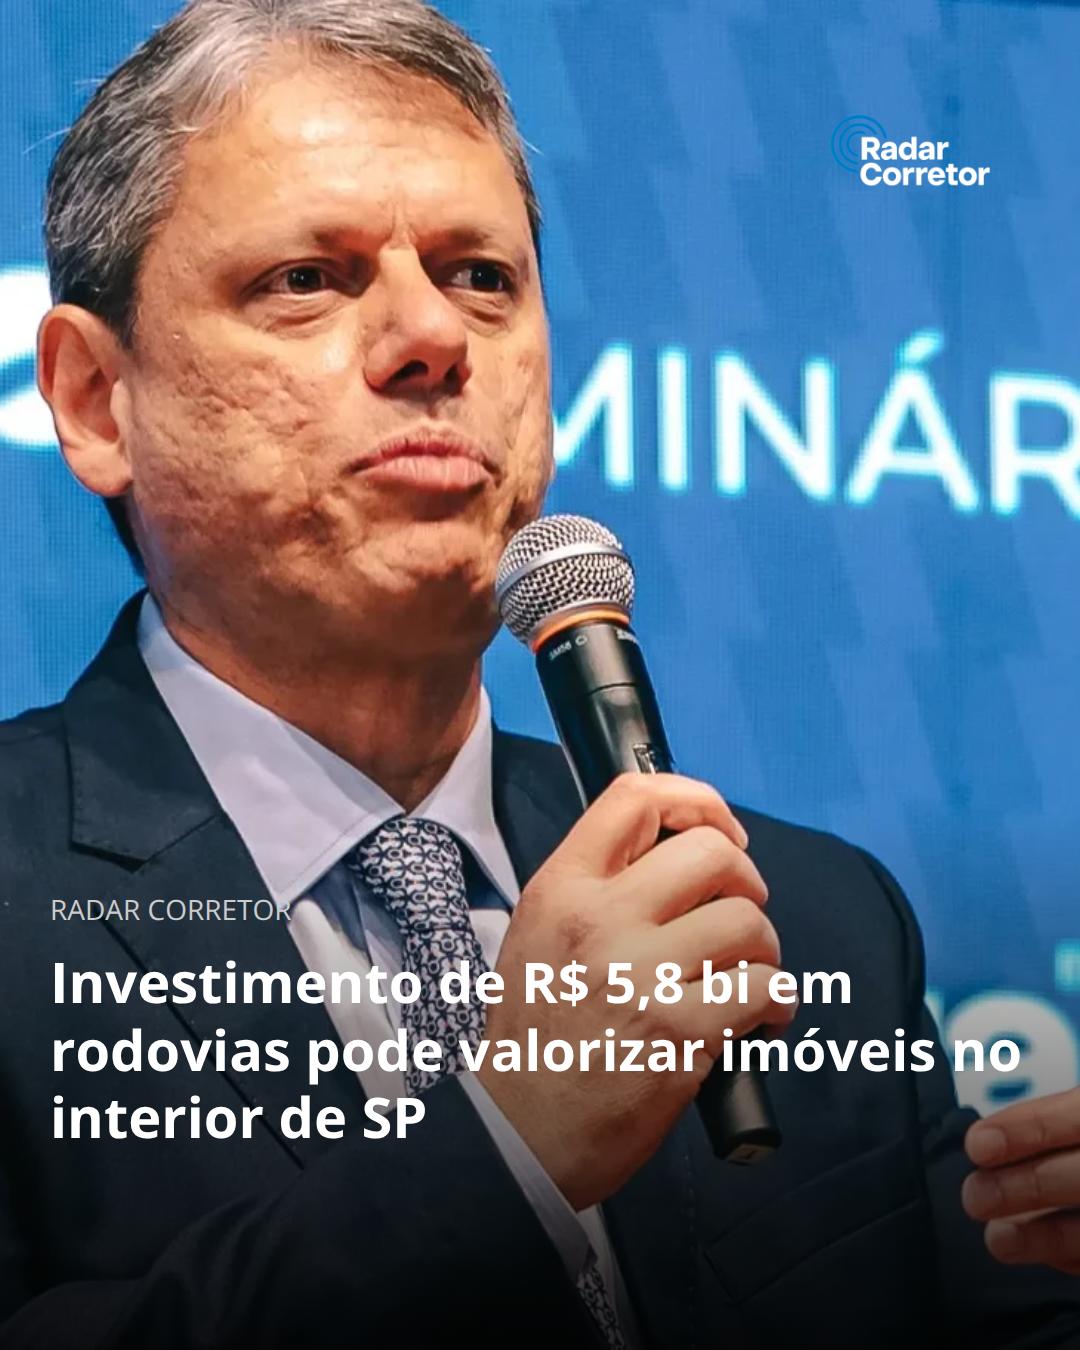 Radar
Corretor
MINÁR
SM58
RADAR CORRETOR
Investimento de R$ 5,8 bi em
rodovias pode valorizar imóveis no
interior de SP